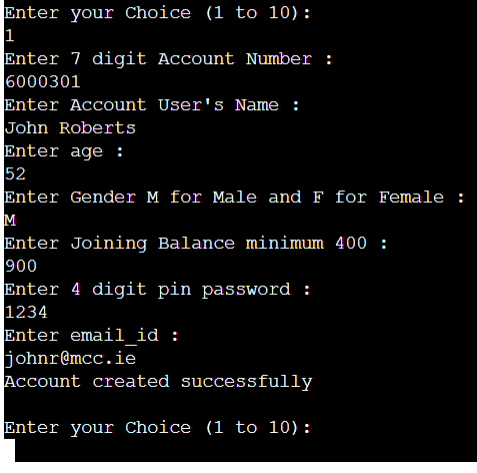 Enter your Choice (1 to 10):
1
Enter 7 digit Account Number :
6000301
Enter Account User's Name :
John Roberts
Enter age :
52
Enter Gender M for Male and F for Female :
M
Enter Joining Balance minimum 400 :
900
Enter 4 digit pin password :
1234
Enter email_id :
johnr@mcc.ie
Account created successfully
Enter your Choice (1 to 10):